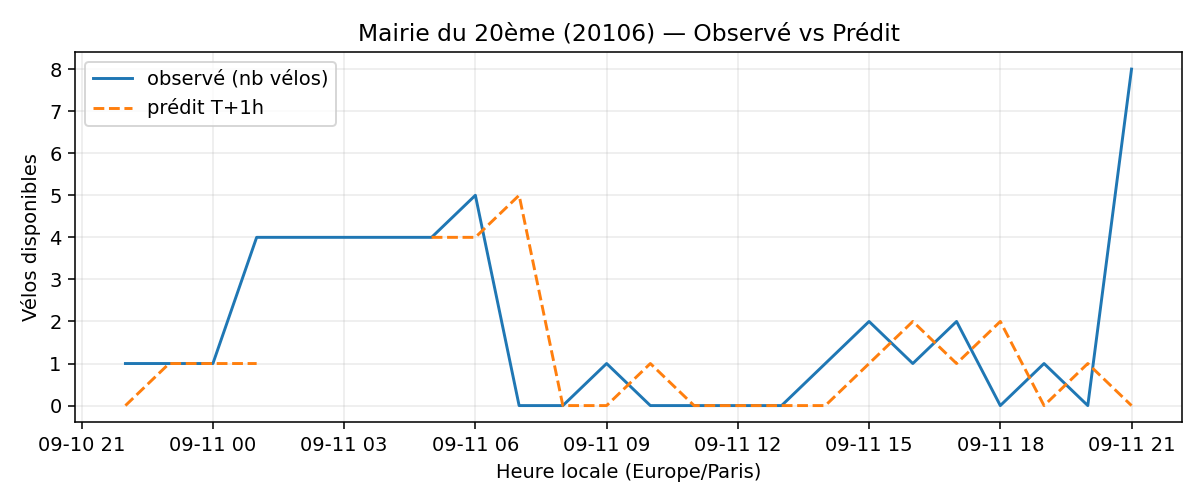 Mairie du 20ème (20106) — Observé vs Prédit
observé (nb vélos)
prédit T+1h
Vélos disponibles
8
7
6
5
4
3
2
1
0
09-10 21 09-11 00 09-11 03 09-11 06 09-11 09 09-11 12 09-11 15 09-11 18 09-11 21
Heure locale (Europe/Paris)